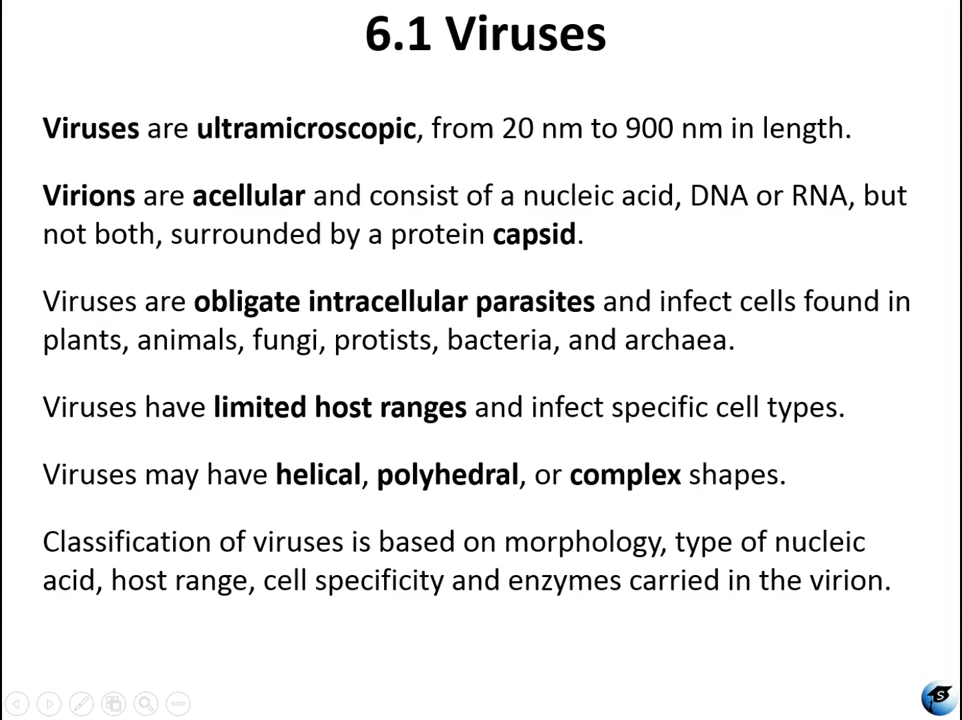 6.1 Viruses
Viruses are ultramicroscopic, from 20 nm to 900 nm in length.
Virions are acellular and consist of a nucleic acid, DNA or RNA, but
not both, surrounded by a protein capsid.
Viruses are obligate intracellular parasites and infect cells found in
plants, animals, fungi, protists, bacteria, and archaea.
Viruses have limited host ranges and infect specific cell types.
Viruses may have helical, polyhedral, or complex shapes.
Classification of viruses is based on morphology, type of nucleic
acid, host range, cell specificity and enzymes carried in the virion.
S